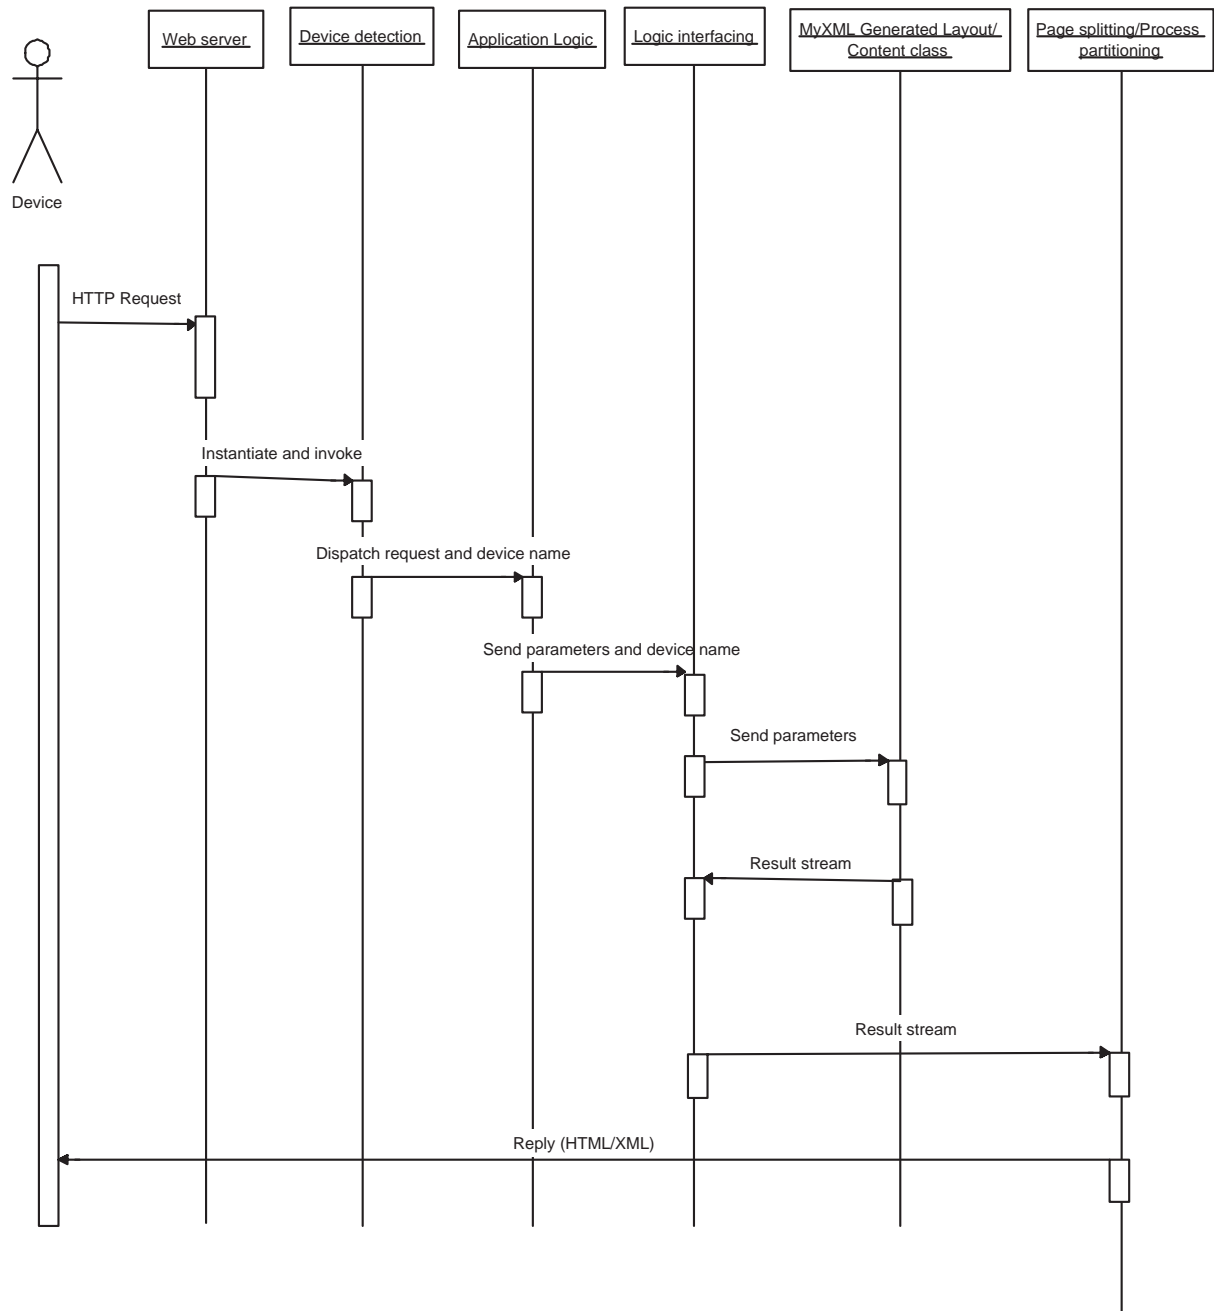 Web server
Device detection
Application Logic
Logic interfacing
MyXML Generated Layout/
Content class
Page splitting/Process
partitioning
Device
HTTP Request
Instantiate and invoke
Dispatch request and device name
Send parameters and device name
Send parameters
Result stream
Result stream
Reply (HTML/XML)